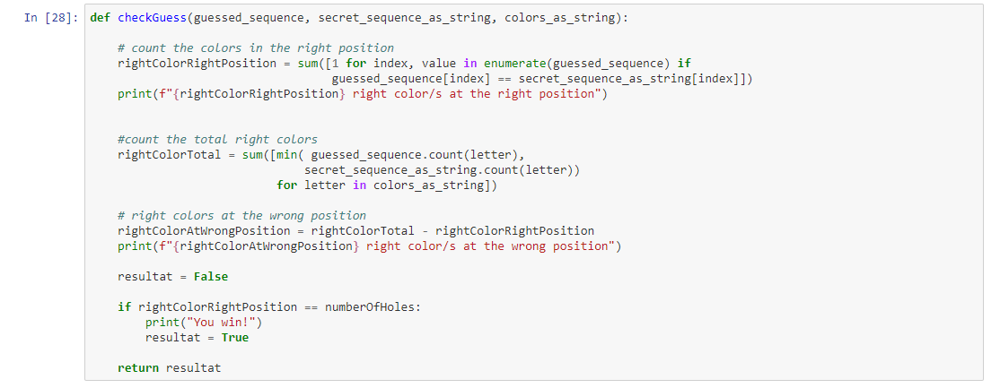 In [28]: def checkGuess(guessed_sequence, secret_sequence_as_string, colors_as_string):
# count the colors in the right position
rightColorRightPosition = sum([1 for index, value in enumerate(guessed_sequence) if
guessed_sequence[index] == secret_sequence_as_string[index]])
print(f"{rightColorRightPosition} right color/s at the right position")
#count the total right colors
rightColorTotal = sum([min( guessed_sequence.count(letter),
secret_sequence_as_string.count(letter))
for letter in colors_as_string])
# right colors at the wrong position
rightColorAtWrongPosition = rightColorTotal - rightColorRightPosition
print(f"{rightColorAtWrongPosition} right color/s at the wrong position")
resultat = False
if rightColorRightPosition == numberOfHoles:
print("You win!")
resultat = True
return resultat